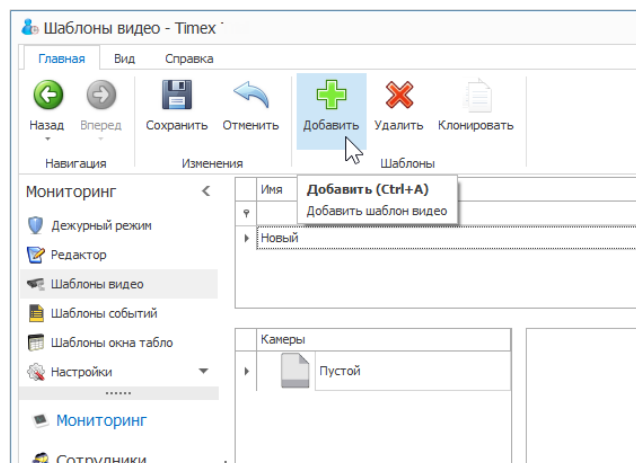 Шаблоны видео - Timex
Главная Вид Справка
Назад Вперед Сохранить Отменить Добавить Удалить Клонировать
Навигация Изменения Шаблоны
Мониторинг
Имя
Добавить (Ctrl+A)
Добавить шаблон видео
Дежурный режим
Новый
Редактор
Шаблоны видео
Шаблоны событий
Шаблоны окна табло
Камеры
Настройки
Пустой
Мониторинг
Сотрудники